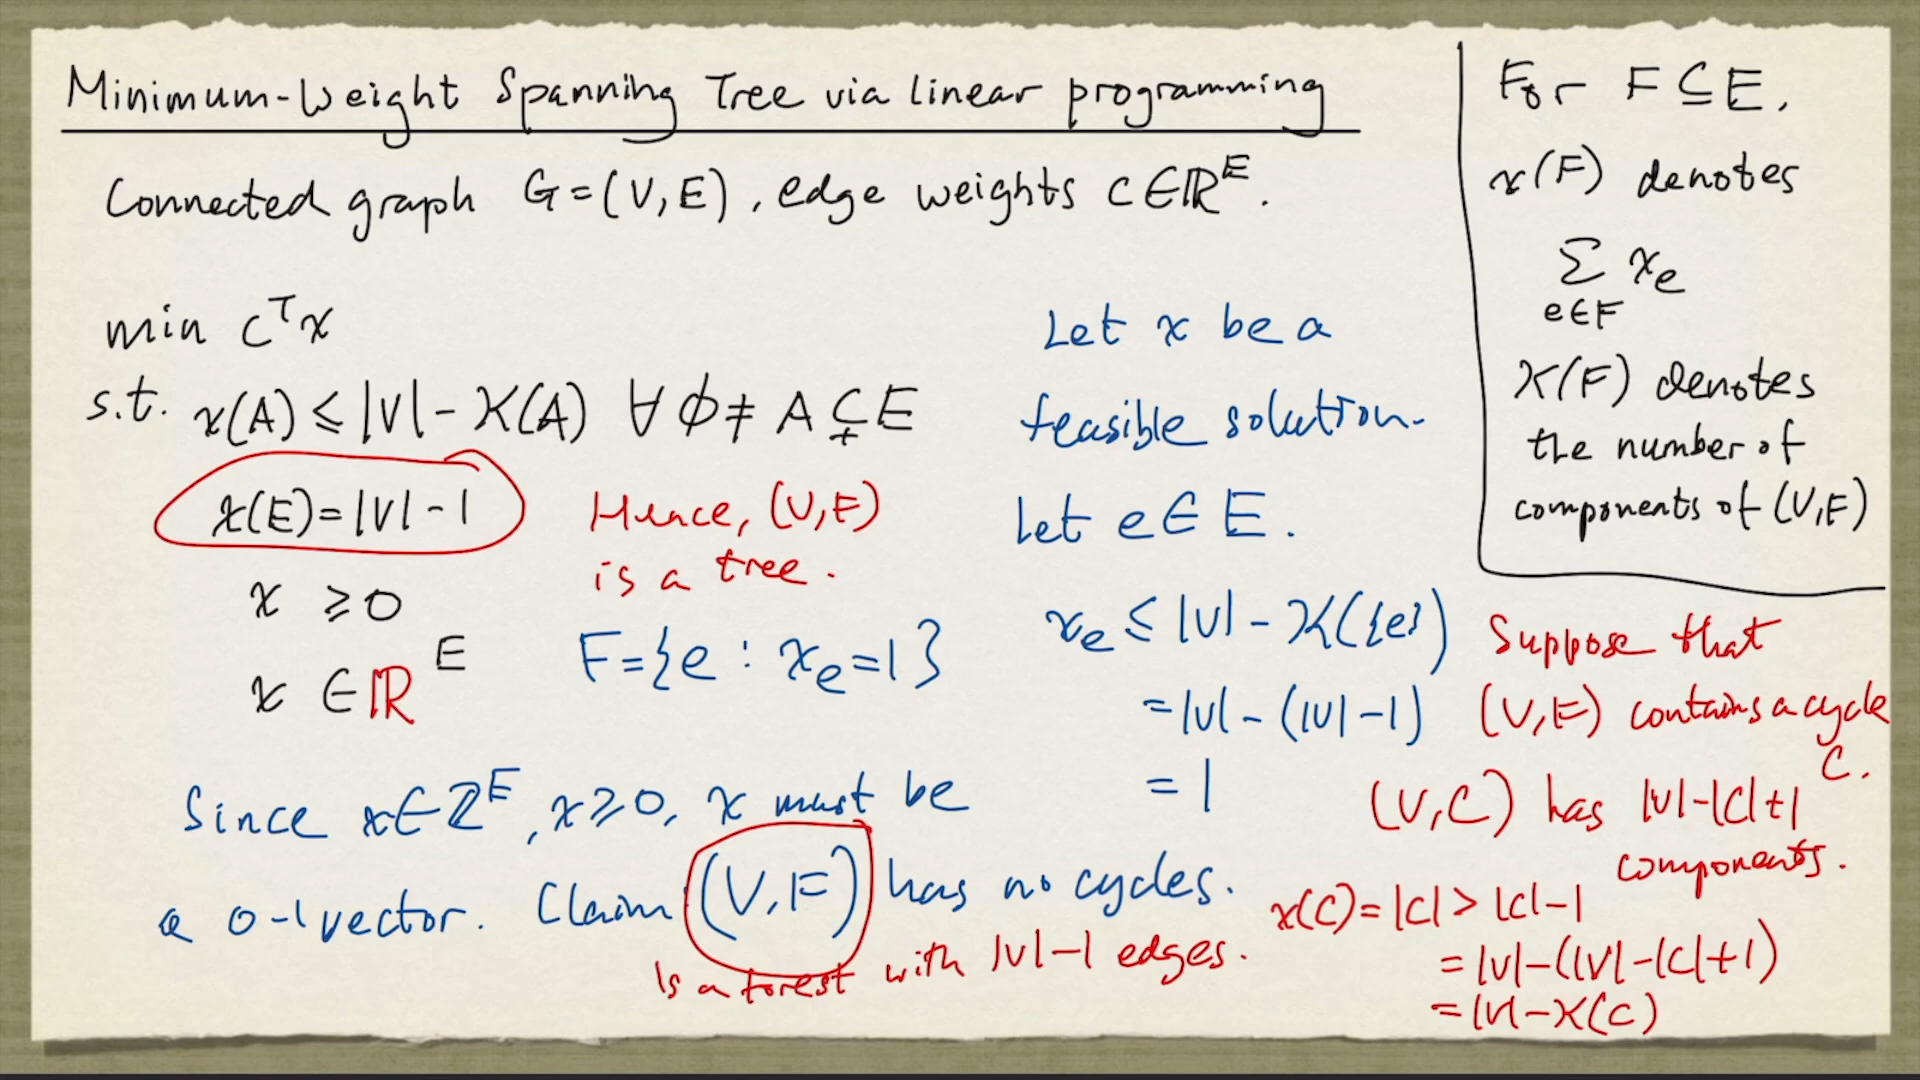 Minimum-Weight Spanning Tree via linear programming
Connected graph G=(V,E), edge weights c∈ℝ^E.
min c^T x
s.t. x(A) ≤ |V| - K(A) ∀ ∅ ≠ A ⊊ E
x(E) = |V| - 1
x ≥ 0
x ∈ ℝ^E
Hence, (V,F)
is a tree.
F = {e : x_e = 1}
Let x be a
feasible solution.
Let e ∈ E.
x_e ≤ |V| - K({e})
= |V| - (|V| - 1)
= 1
Since x∈ℤ^E, x≥0, x must be
a 0-1 vector. Claim: (V,F) has no cycles.
is a forest with |V|-1 edges.
For F ⊆ E,
x(F) denotes
∑ x_e
e∈F
K(F) denotes
the number of
components of (V,F)
Suppose that
(V,F) contains a cycle
C.
(V,C) has |V|-|C|+1
components.
x(C) = |C| > |C|-1
= |V|-(|V|-|C|+1)
= |V|-K(C)